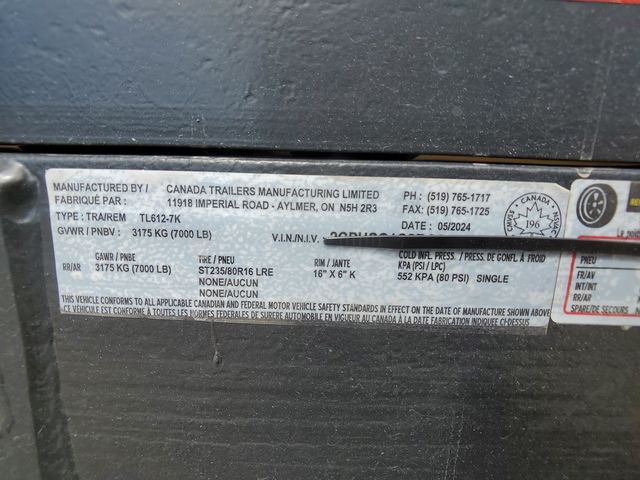 MANUFACTURED BY / CANADA TRAILERS MANUFACTURING LIMITED PH : (519) 765-1717
FABRIQUÉ PAR : 11918 IMPERIAL ROAD - AYLMER, ON N5H 2R3 FAX: (519) 765-1725
TYPE : TRA/REM TL612-7K DATE : 05/2024
GVWR / PNBV : 3175 KG (7000 LB) V.I.N./N.I.V.
CANADA
196
GAWR/PNBE TIRE / PNEU RIM / JANTE COLD INFL. PRESS. / PRESS. DE GONFL. À FROID
KPA (PSI / LPC)
RR/AR 3175 KG (7000 LB) ST235/80R16 LRE 16" X 6" K 552 KPA (80 PSI) SINGLE
NONE/AUCUN
NONE/AUCUN
THIS VEHICLE CONFORMS TO ALL APPLICABLE CANADIAN AND FEDERAL MOTOR VEHICLE SAFETY STANDARDS IN EFFECT ON THE DATE OF MANUFACTURE SHOWN ABOVE
CE VÉHICULE EST CONFORME À TOUTES LES NORMES FÉDÉRALES DE SURERE AUTOMOBILE EN VIGUEUR AU CANADA À LA DATE FABRICATION INDIQUÉE CI-DESSUS
PNEU
FR/AV
INT/INT
RR/AR
SPARE/DE SECOURS